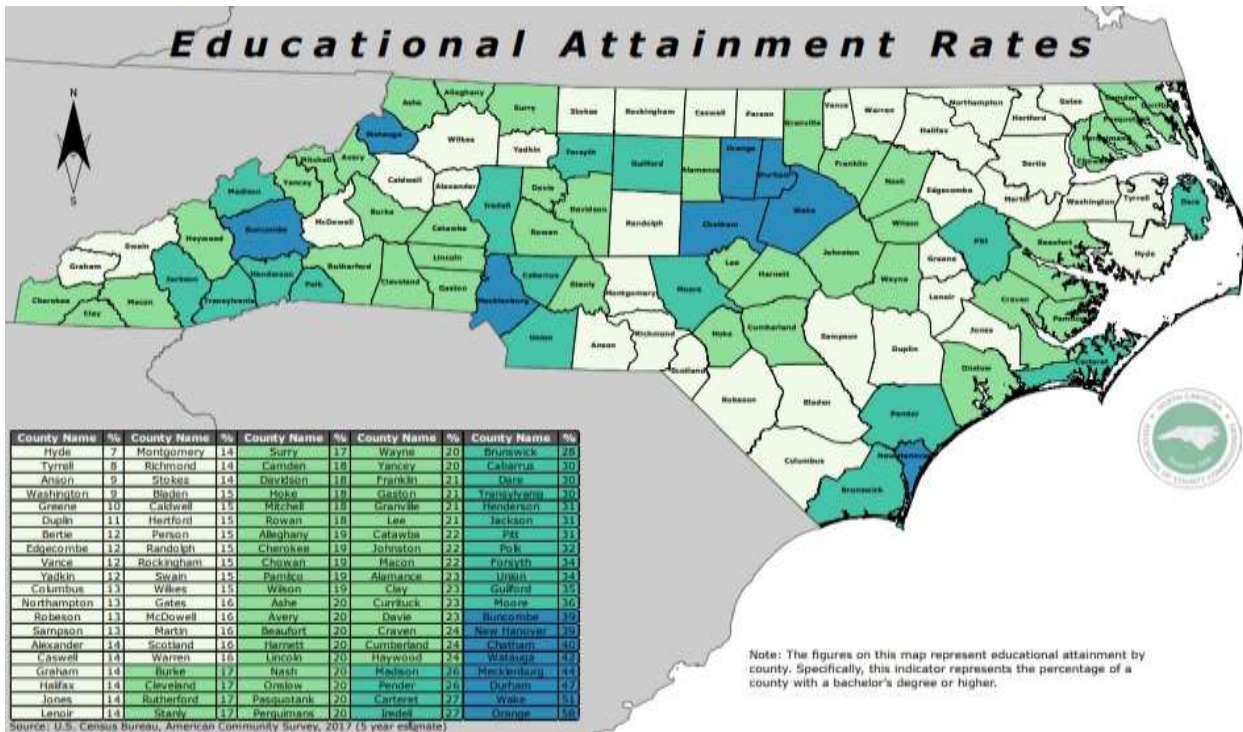 Educational Attainment Rates
N
S
Ashe
Alleghany
Surry
Stokes
Rockingham
Caswell
Person
Granville
Vance
Warren
Northampton
Gates
Camden
Halifax
Hertford
Watauga
Wilkes
Yadkin
Forsyth
Guilford
Alamance
Orange
Durham
Franklin
Nash
Bertie
Mitchell
Avery
Caldwell
Alexander
Madison
Yancey
Iredell
Davie
Davidson
Randolph
Chatham
Wake
Edgecombe
Martin
Washington
Tyrrell
Dare
Buncombe
McDowell
Burke
Catawba
Rowan
Wilson
Pitt
Beaufort
Hyde
Haywood
Swain
Graham
Rutherford
Lincoln
Cleveland
Gaston
Cabarrus
Stanly
Lee
Harnett
Johnston
Wayne
Greene
Lenoir
Craven
Pamlico
Jackson
Henderson
Polk
Transylvania
Cherokee
Clay
Macon
Mecklenburg
Union
Anson
Montgomery
Richmond
Moore
Hoke
Cumberland
Sampson
Duplin
Jones
Onslow
Carteret
Scotland
Robeson
Bladen
Pender
Columbus
Brunswick
New Hanover
County Name % County Name % County Name % County Name % County Name %
Hyde 7 Montgomery 14 Surry 17 Wayne 20 Brunswick 28
Tyrrell 8 Richmond 14 Camden 18 Yancey 20 Cabarrus 30
Anson 9 Stokes 14 Davidson 18 Franklin 21 Dare 30
Washington 9 Bladen 15 Hoke 18 Gaston 21 Transylvania 30
Greene 10 Caldwell 15 Mitchell 18 Granville 21 Henderson 31
Duplin 11 Hertford 15 Rowan 18 Lee 21 Jackson 31
Bertie 12 Person 15 Alleghany 19 Catawba 22 Pitt 31
Edgecombe 12 Randolph 15 Cherokee 19 Johnston 22 Polk 32
Vance 12 Rockingham 15 Chowan 19 Macon 22 Forsyth 34
Yadkin 12 Swain 15 Pamlico 19 Alamance 23 Union 34
Columbus 13 Wilkes 15 Wilson 19 Clay 23 Guilford 35
Northampton 13 Gates 16 Ashe 20 Currituck 23 Moore 36
Robeson 13 McDowell 16 Avery 20 Davie 23 Buncombe 39
Sampson 13 Martin 16 Beaufort 20 Craven 24 New Hanover 39
Alexander 14 Scotland 16 Harnett 20 Cumberland 24 Chatham 40
Caswell 14 Warren 16 Lincoln 20 Haywood 24 Watauga 42
Graham 14 Burke 17 Nash 20 Madison 26 Mecklenburg 44
Halifax 14 Cleveland 17 Onslow 20 Pender 26 Durham 47
Jones 14 Rutherford 17 Pasquotank 20 Carteret 27 Wake 51
Lenoir 14 Stanly 17 Perquimans 20 Iredell 27 Orange 58
Source: U.S. Census Bureau, American Community Survey, 2017 (5 year estimate)
Note: The figures on this map represent educational attainment by
county. Specifically, this indicator represents the percentage of a
county with a bachelor's degree or higher.